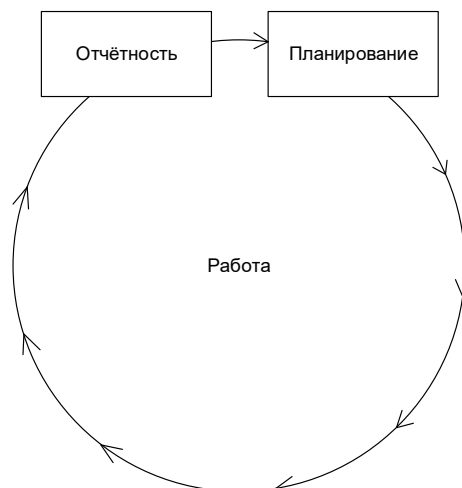 Отчётность
Планирование
Работа